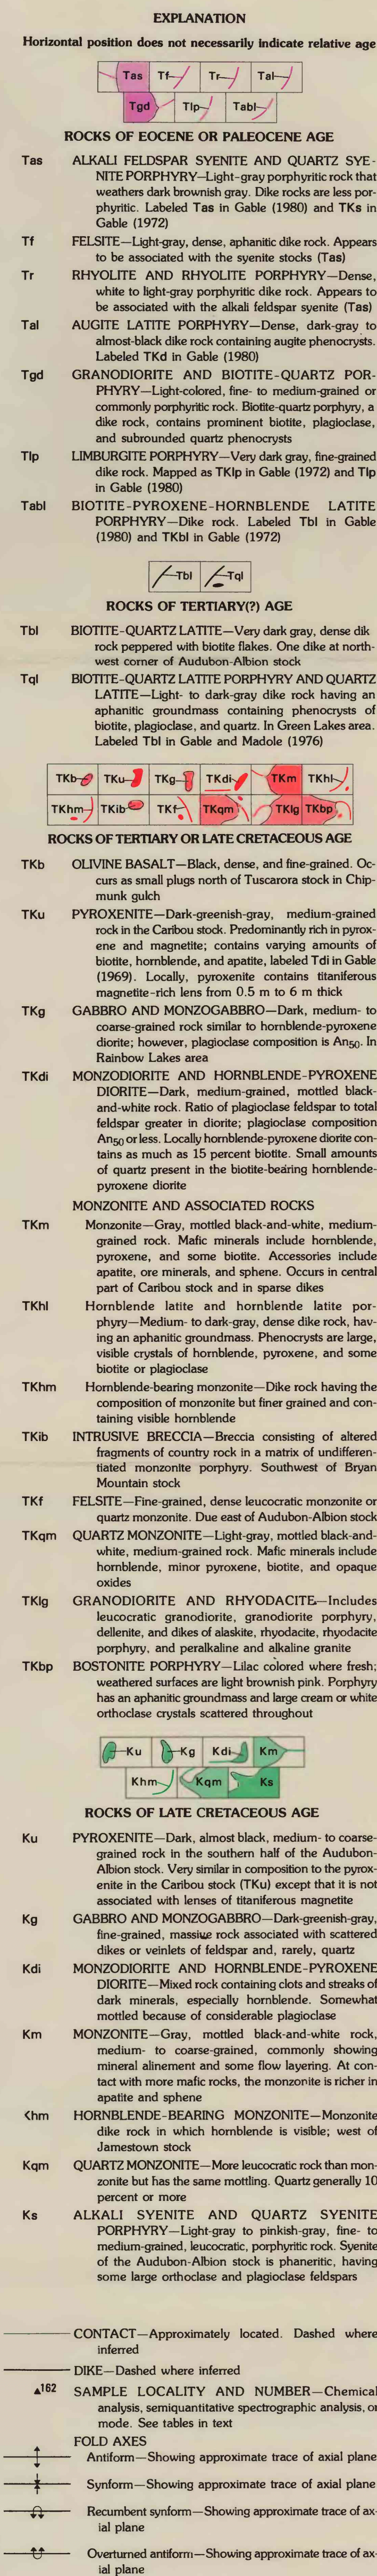 EXPLANATION
Horizontal position does not necessarily indicate relative age
Tas Tf Tr Tal
Tgd Tlp Tabl
ROCKS OF EOCENE OR PALEOCENE AGE
Tas ALKALI FELDSPAR SYENITE AND QUARTZ SYE-
NITE PORPHYRY—Light-gray porphyritic rock that
weathers dark brownish gray. Dike rocks are less por-
phyritic. Labeled Tas in Gable (1980) and TKs in
Gable (1972)
Tf FELSITE—Light-gray, dense, aphanitic dike rock. Appears
to be associated with the syenite stocks (Tas)
Tr RHYOLITE AND RHYOLITE PORPHYRY—Dense,
white to light-gray porphyritic dike rock. Appears to
be associated with the alkali feldspar syenite (Tas)
Tal AUGITE LATITE PORPHYRY—Dense, dark-gray to
almost-black dike rock containing augite phenocrysts.
Labeled TKd in Gable (1980)
Tgd GRANODIORITE AND BIOTITE-QUARTZ POR-
PHYRY—Light-colored, fine- to medium-grained or
commonly porphyritic rock. Biotite-quartz porphyry, a
dike rock, contains prominent biotite, plagioclase,
and subrounded quartz phenocrysts
Tlp LIMBURGITE PORPHYRY—Very dark gray, fine-grained
dike rock. Mapped as TKlp in Gable (1972) and Tlp
in Gable (1980)
Tabl BIOTITE-PYROXENE-HORNBLENDE LATITE
PORPHYRY—Dike rock. Labeled Tbl in Gable
(1980) and TKbl in Gable (1972)
Tbl Tql
ROCKS OF TERTIARY(?) AGE
Tbl BIOTITE-QUARTZ LATITE—Very dark gray, dense dik
rock peppered with biotite flakes. One dike at north-
west corner of Audubon-Albion stock
Tql BIOTITE-QUARTZ LATITE PORPHYRY AND QUARTZ
LATITE—Light- to dark-gray dike rock having an
aphanitic groundmass containing phenocrysts of
biotite, plagioclase, and quartz. In Green Lakes area.
Labeled Tbl in Gable and Madole (1976)
TKb TKu TKg TKdi TKm TKhl
TKhm TKib TKf TKqm TKlg TKbp
ROCKS OF TERTIARY OR LATE CRETACEOUS AGE
TKb OLIVINE BASALT—Black, dense, and fine-grained. Oc-
curs as small plugs north of Tuscarora stock in Chip-
munk gulch
TKu PYROXENITE—Dark-greenish-gray, medium-grained
rock in the Caribou stock. Predominantly rich in pyrox-
ene and magnetite; contains varying amounts of
biotite, hornblende, and apatite, labeled Tdi in Gable
(1969). Locally, pyroxenite contains titaniferous
magnetite-rich lens from 0.5 m to 6 m thick
TKg GABBRO AND MONZOGABBRO—Dark, medium- to
coarse-grained rock similar to hornblende-pyroxene
diorite; however, plagioclase composition is An50. In
Rainbow Lakes area
TKdi MONZODIORITE AND HORNBLENDE-PYROXENE
DIORITE—Dark, medium-grained, mottled black-
and-white rock. Ratio of plagioclase feldspar to total
feldspar greater in diorite; plagioclase composition
An50 or less. Locally hornblende-pyroxene diorite con-
tains as much as 15 percent biotite. Small amounts
of quartz present in the biotite-bearing hornblende-
pyroxene diorite
MONZONITE AND ASSOCIATED ROCKS
TKm Monzonite—Gray, mottled black-and-white, medium-
grained rock. Mafic minerals include hornblende,
pyroxene, and some biotite. Accessories include
apatite, ore minerals, and sphene. Occurs in central
part of Caribou stock and in sparse dikes
TKhl Hornblende latite and hornblende latite por-
phyry—Medium- to dark-gray, dense dike rock, hav-
ing an aphanitic groundmass. Phenocrysts are large,
visible crystals of hornblende, pyroxene, and some
biotite or plagioclase
TKhm Hornblende-bearing monzonite—Dike rock having the
composition of monzonite but finer grained and con-
taining visible hornblende
TKib INTRUSIVE BRECCIA—Breccia consisting of altered
fragments of country rock in a matrix of undifferen-
tiated monzonite porphyry. Southwest of Bryan
Mountain stock
TKf FELSITE—Fine-grained, dense leucocratic monzonite or
quartz monzonite. Due east of Audubon-Albion stock
TKqm QUARTZ MONZONITE—Light-gray, mottled black-and-
white, medium-grained rock. Mafic minerals include
hornblende, minor pyroxene, biotite, and opaque
oxides
TKlg GRANODIORITE AND RHYODACITE—Includes
leucocratic granodiorite, granodiorite porphyry,
dellenite, and dikes of alaskite, rhyodacite, rhyodacite
porphyry, and peralkaline and alkaline granite
TKbp BOSTONITE PORPHYRY—Lilac colored where fresh;
weathered surfaces are light brownish pink. Porphyry
has an aphanitic groundmass and large cream or white
orthoclase crystals scattered throughout
Ku Kg Kdi Km
Khm Kqm Ks
ROCKS OF LATE CRETACEOUS AGE
Ku PYROXENITE—Dark, almost black, medium- to coarse-
grained rock in the southern half of the Audubon-
Albion stock. Very similar in composition to the pyrox-
enite in the Caribou stock (TKu) except that it is not
associated with lenses of titaniferous magnetite
Kg GABBRO AND MONZOGABBRO—Dark-greenish-gray,
fine-grained, massive rock associated with scattered
dikes or veinlets of feldspar and, rarely, quartz
Kdi MONZODIORITE AND HORNBLENDE-PYROXENE
DIORITE—Mixed rock containing clots and streaks of
dark minerals, especially hornblende. Somewhat
mottled because of considerable plagioclase
Km MONZONITE—Gray, mottled black-and-white rock,
medium- to coarse-grained, commonly showing
mineral alinement and some flow layering. At con-
tact with more mafic rocks, the monzonite is richer in
apatite and sphene
Khm HORNBLENDE-BEARING MONZONITE—Monzonite
dike rock in which hornblende is visible; west of
Jamestown stock
Kqm QUARTZ MONZONITE—More leucocratic rock than mon-
zonite but has the same mottling. Quartz generally 10
percent or more
Ks ALKALI SYENITE AND QUARTZ SYENITE
PORPHYRY—Light-gray to pinkish-gray, fine- to
medium-grained, leucocratic, porphyritic rock. Syenite
of the Audubon-Albion stock is phaneritic, having
some large orthoclase and plagioclase feldspars
CONTACT—Approximately located. Dashed where
inferred
DIKE—Dashed where inferred
162 SAMPLE LOCALITY AND NUMBER—Chemical
analysis, semiquantitative spectrographic analysis, or
mode. See tables in text
FOLD AXES
Antiform—Showing approximate trace of axial plane
Synform—Showing approximate trace of axial plane
Recumbent synform—Showing approximate trace of ax-
ial plane
Overturned antiform—Showing approximate trace of ax-
ial plane